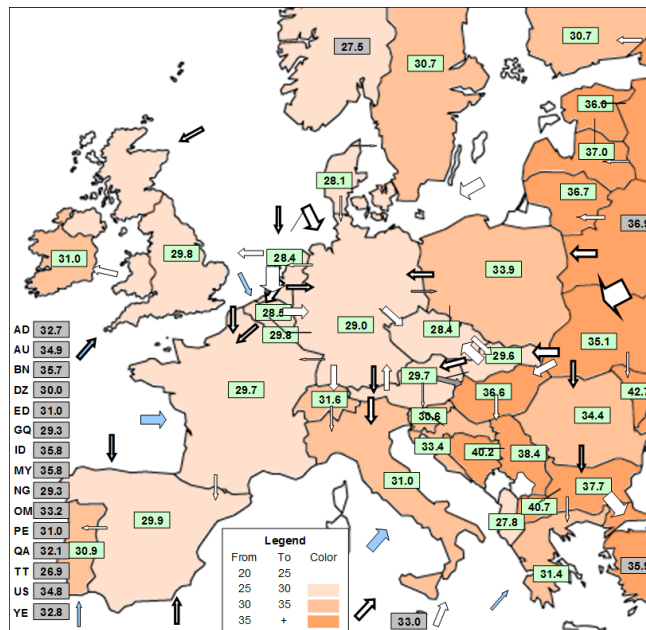 27.5
30.7
30.7
36.0
37.0
28.1
36.7
36.9
31.0
29.8
28.4
33.9
28.5
29.8
29.0
28.4
35.1
29.6
29.7
29.7
31.6
36.6
42.7
30.6
34.4
33.4
40.2
38.4
31.0
37.7
40.7
29.9
27.8
30.9
31.4
35.9
33.0
AD 32.7
AU 34.9
BN 35.7
DZ 30.0
ED 31.0
GQ 29.3
ID 35.8
MY 35.8
NG 29.3
OM 33.2
PE 31.0
QA 32.1
TT 26.9
US 34.8
YE 32.8
Legend
From To Color
20 25
25 30
30 35
35 +